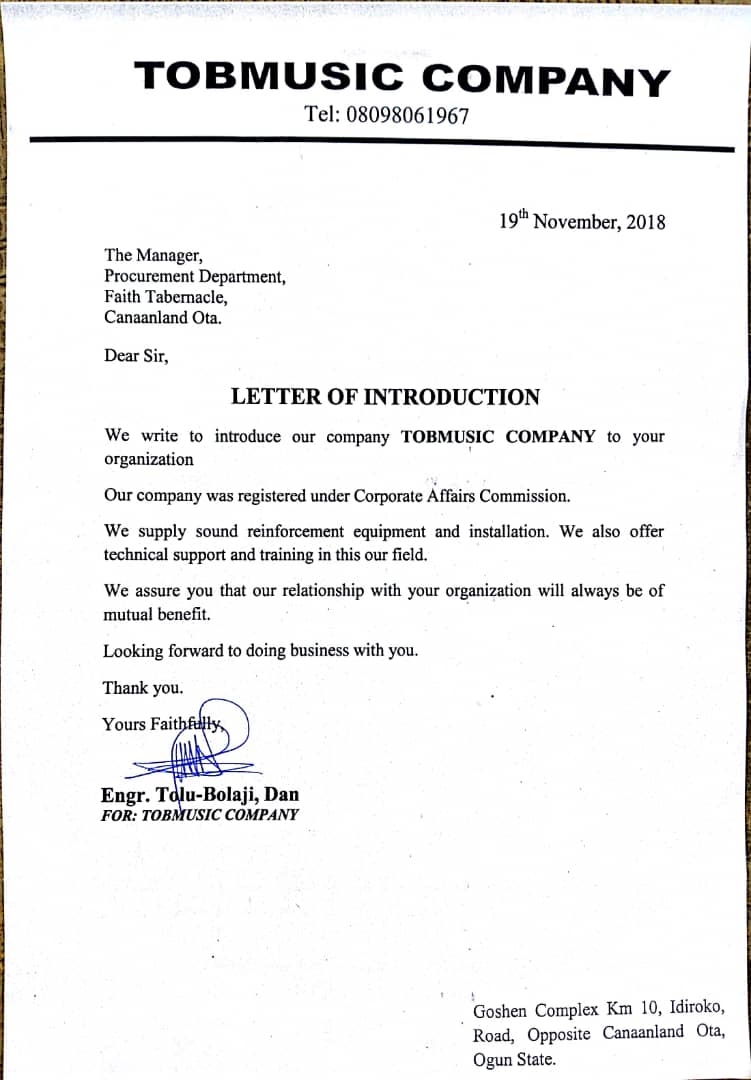 TOBMUSIC COMPANY
Tel: 08098061967
19th November, 2018
The Manager,
Procurement Department,
Faith Tabernacle,
Canaanland Ota.
Dear Sir,
LETTER OF INTRODUCTION
We write to introduce our company TOBMUSIC COMPANY to your
organization
Our company was registered under Corporate Affairs Commission.
We supply sound reinforcement equipment and installation. We also offer
technical support and training in this our field.
We assure you that our relationship with your organization will always be of
mutual benefit.
Looking forward to doing business with you.
Thank you.
Yours Faithfully,
Engr. Tolu-Bolaji, Dan
FOR: TOBMUSIC COMPANY
Goshen Complex Km 10, Idiroko,
Road, Opposite Canaanland Ota,
Ogun State.